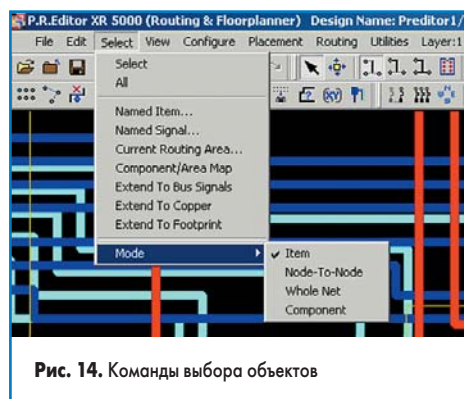 P.R.Editor XR 5000 (Routing & Floorplanner) Design Name: Preditor1/
File Edit Select View Configure Placement Routing Utilities Layer:1
Select
All
Named Item...
Named Signal...
Current Routing Area...
Component/Area Map
Extend To Bus Signals
Extend To Copper
Extend To Footprint
Mode
Item
Node-To-Node
Whole Net
Component
Рис. 14. Команды выбора объектов